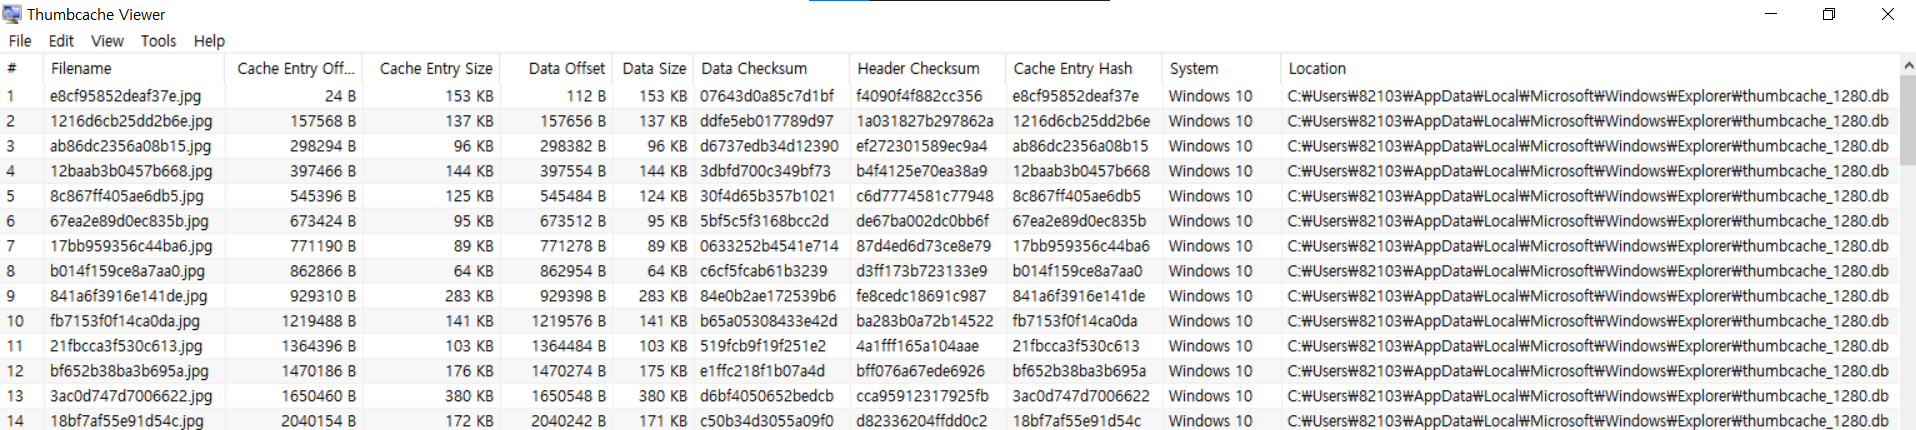 Thumbcache Viewer
File Edit View Tools Help
# Filename Cache Entry Off... Cache Entry Size Data Offset Data Size Data Checksum Header Checksum Cache Entry Hash System Location
1 e8cf95852deaf37e.jpg 24 B 153 KB 112 B 153 KB 07643d0a85c7d1bf f4090f4f882cc356 e8cf95852deaf37e Windows 10 C:₩Users₩82103₩AppData₩Local₩Microsoft₩Windows₩Explorer₩thumbcache_1280.db
2 1216d6cb25dd2b6e.jpg 157568 B 137 KB 157656 B 137 KB ddfe5eb017789d97 1a031827b297862a 1216d6cb25dd2b6e Windows 10 C:₩Users₩82103₩AppData₩Local₩Microsoft₩Windows₩Explorer₩thumbcache_1280.db
3 ab86dc2356a08b15.jpg 298294 B 96 KB 298382 B 96 KB d6737edb34d12390 ef272301589ec9a4 ab86dc2356a08b15 Windows 10 C:₩Users₩82103₩AppData₩Local₩Microsoft₩Windows₩Explorer₩thumbcache_1280.db
4 12baab3b0457b668.jpg 397466 B 144 KB 397554 B 144 KB 3dbfd700c349bf73 b4f4125e70ea38a9 12baab3b0457b668 Windows 10 C:₩Users₩82103₩AppData₩Local₩Microsoft₩Windows₩Explorer₩thumbcache_1280.db
5 8c867ff405ae6db5.jpg 545396 B 125 KB 545484 B 124 KB 30f4d65b357b1021 c6d7774581c77948 8c867ff405ae6db5 Windows 10 C:₩Users₩82103₩AppData₩Local₩Microsoft₩Windows₩Explorer₩thumbcache_1280.db
6 67ea2e89d0ec835b.jpg 673424 B 95 KB 673512 B 95 KB 5bf5c5f3168bcc2d de67ba002dc0bb6f 67ea2e89d0ec835b Windows 10 C:₩Users₩82103₩AppData₩Local₩Microsoft₩Windows₩Explorer₩thumbcache_1280.db
7 17bb959356c44ba6.jpg 771190 B 89 KB 771278 B 89 KB 0633252b4541e714 87d4ed6d73ce8e79 17bb959356c44ba6 Windows 10 C:₩Users₩82103₩AppData₩Local₩Microsoft₩Windows₩Explorer₩thumbcache_1280.db
8 b014f159ce8a7aa0.jpg 862866 B 64 KB 862954 B 64 KB c6cf5fcab61b3239 d3ff173b723133e9 b014f159ce8a7aa0 Windows 10 C:₩Users₩82103₩AppData₩Local₩Microsoft₩Windows₩Explorer₩thumbcache_1280.db
9 841a6f3916e141de.jpg 929310 B 283 KB 929398 B 283 KB 84e0b2ae172539b6 fe8cedc18691c987 841a6f3916e141de Windows 10 C:₩Users₩82103₩AppData₩Local₩Microsoft₩Windows₩Explorer₩thumbcache_1280.db
10 fb7153f0f14ca0da.jpg 1219488 B 141 KB 1219576 B 141 KB b65a05308433e42d ba283b0a72b14522 fb7153f0f14ca0da Windows 10 C:₩Users₩82103₩AppData₩Local₩Microsoft₩Windows₩Explorer₩thumbcache_1280.db
11 21fbcca3f530c613.jpg 1364396 B 103 KB 1364484 B 103 KB 519fcb9f19f251e2 4a1fff165a104aae 21fbcca3f530c613 Windows 10 C:₩Users₩82103₩AppData₩Local₩Microsoft₩Windows₩Explorer₩thumbcache_1280.db
12 bf652b38ba3b695a.jpg 1470186 B 176 KB 1470274 B 175 KB e1ffc218f1b07a4d bff076a67ede6926 bf652b38ba3b695a Windows 10 C:₩Users₩82103₩AppData₩Local₩Microsoft₩Windows₩Explorer₩thumbcache_1280.db
13 3ac0d747d7006622.jpg 1650460 B 380 KB 1650548 B 380 KB d6bf4050652bedcb cca95912317925fb 3ac0d747d7006622 Windows 10 C:₩Users₩82103₩AppData₩Local₩Microsoft₩Windows₩Explorer₩thumbcache_1280.db
14 18bf7af55e91d54c.jpg 2040154 B 172 KB 2040242 B 171 KB c50b34d3055a09f0 d82336204ffdd0c2 18bf7af55e91d54c Windows 10 C:₩Users₩82103₩AppData₩Local₩Microsoft₩Windows₩Explorer₩thumbcache_1280.db